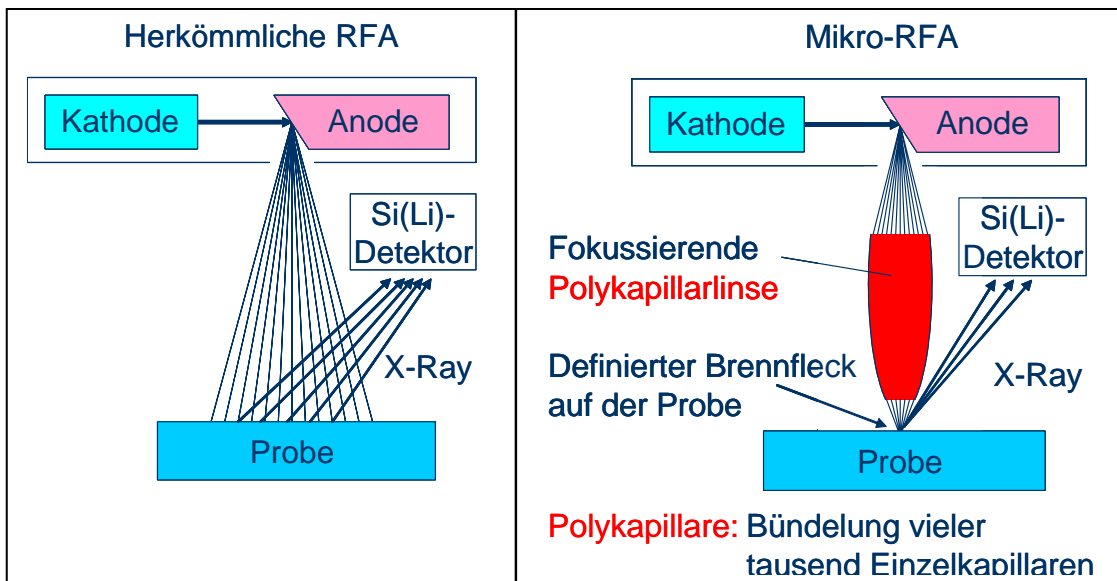 Herkömmliche RFA
Kathode
Anode
Si(Li)-
Detektor
X-Ray
Probe
Mikro-RFA
Kathode
Anode
Si(Li)-
Detektor
Fokussierende
Polykapillarlinse
Definierter Brennfleck
auf der Probe
X-Ray
Probe
Polykapillare: Bündelung vieler
tausend Einzelkapillaren